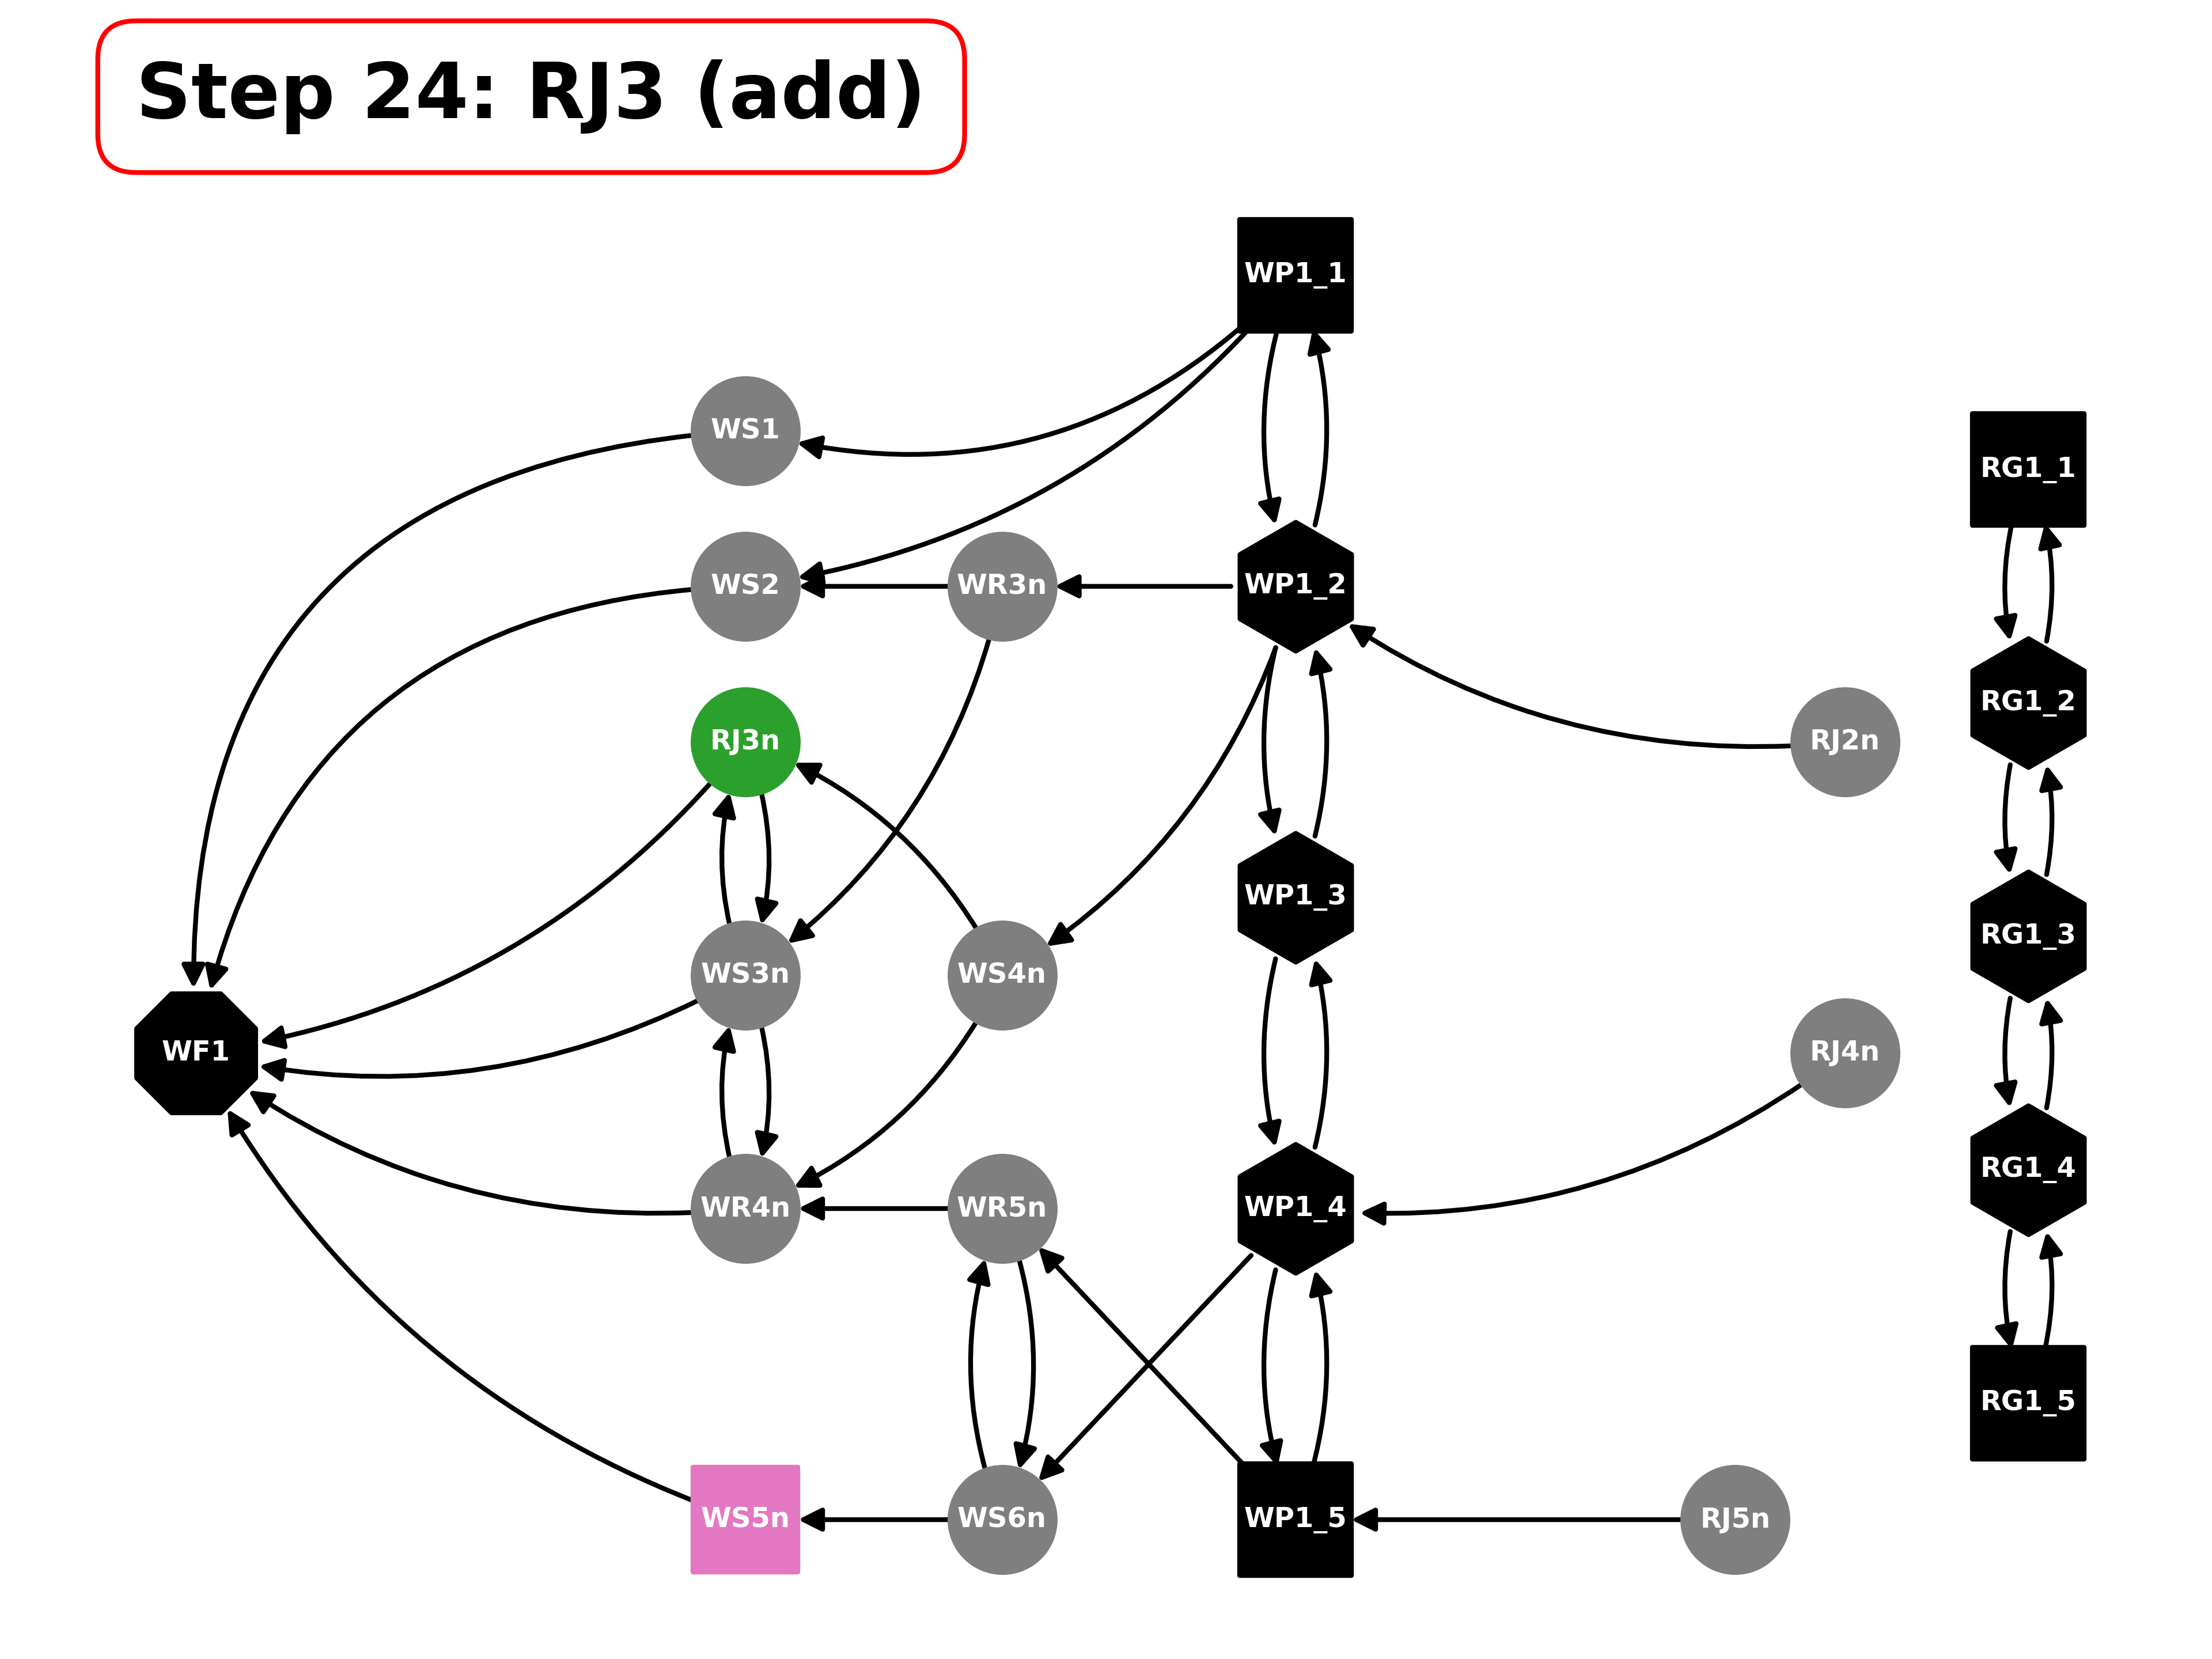 Step 24: RJ3 (add)
WP1_1
WS1
RG1_1
WS2
WR3n
WP1_2
RG1_2
RJ3n
RJ2n
WP1_3
RG1_3
WS3n
WS4n
WF1
RJ4n
RG1_4
WR4n
WR5n
WP1_4
RG1_5
WS5n
WS6n
WP1_5
RJ5n